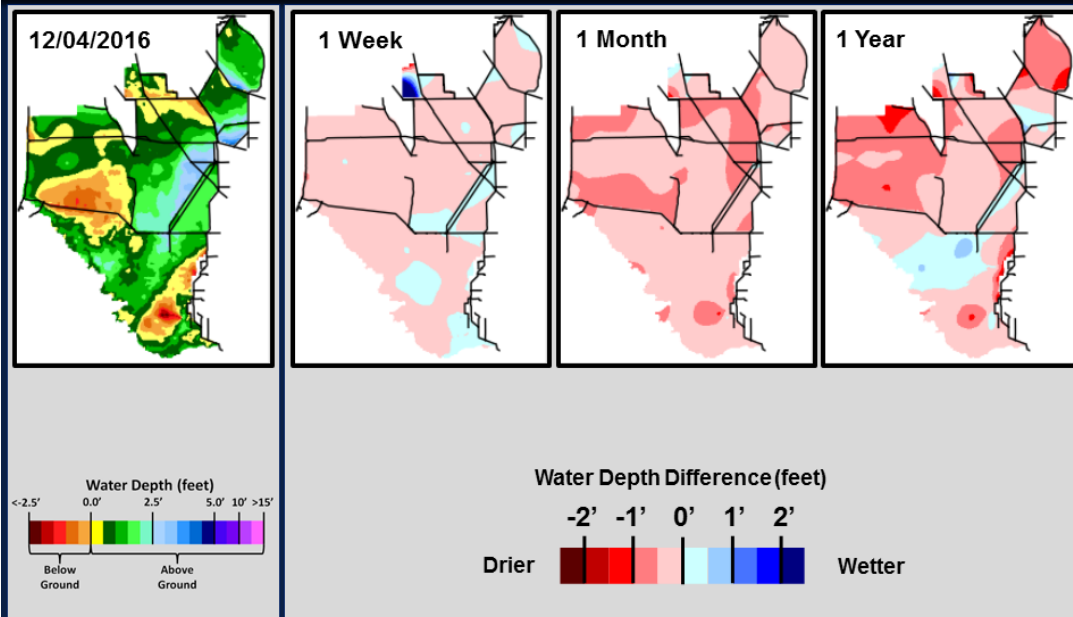 12/04/2016
1 Week
1 Month
1 Year
Water Depth (feet)
<-2.5' 0.0' 2.5' 5.0' 10' >15'
Below
Ground
Above
Ground
Water Depth Difference (feet)
-2' -1' 0' 1' 2'
Drier
Wetter